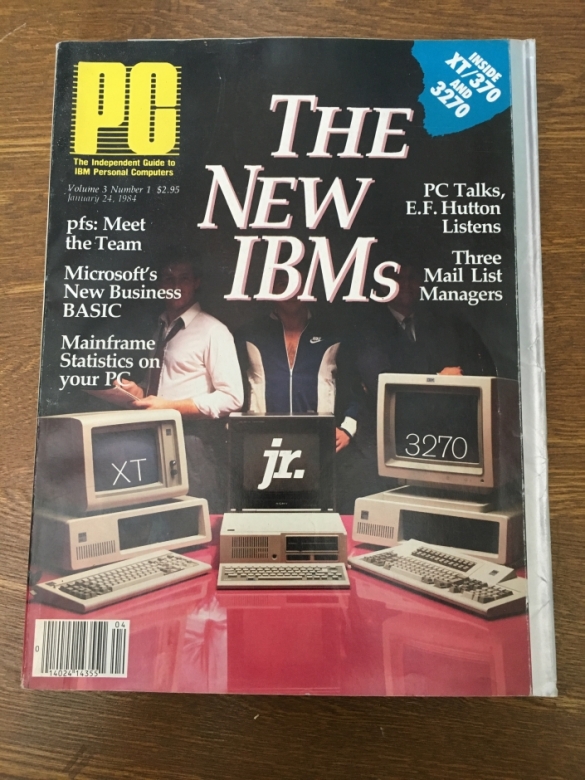 PC
The Independent Guide to
IBM Personal Computers
Volume 3 Number 1 $2.95
January 24, 1984
INSIDE
XT/370
AND
3270
THE
NEW
IBMs
pfs: Meet
the Team
Microsoft's
New Business
BASIC
Mainframe
Statistics on
your PC
PC Talks,
E.F. Hutton
Listens
Three
Mail List
Managers
XT
jr.
3270
04
0
14024 14355